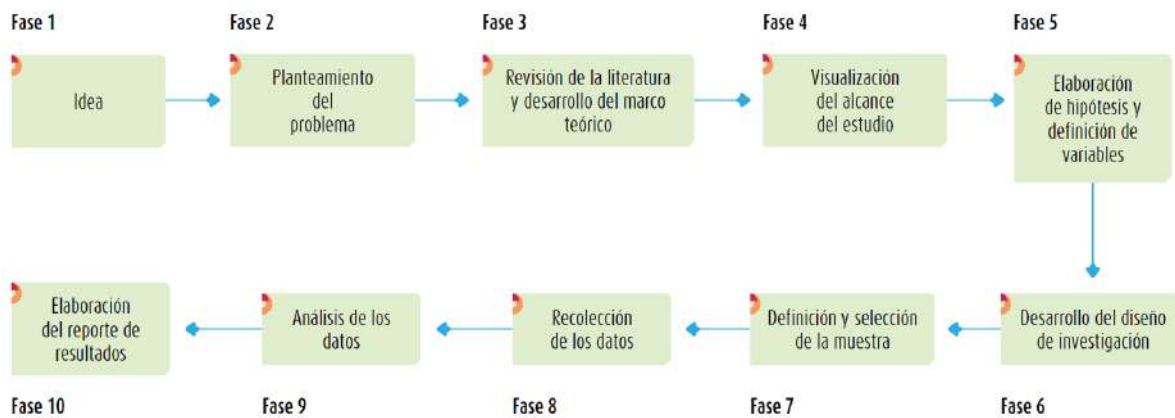 Fase 1
Idea
Fase 2
Planteamiento
del
problema
Fase 3
Revisión de la literatura
y desarrollo del marco
teórico
Fase 4
Visualización
del alcance
del estudio
Fase 5
Elaboración
de hipótesis y
definición de
variables
Desarrollo del diseño
de investigación
Fase 6
Definición y selección
de la muestra
Fase 7
Recolección
de los datos
Fase 8
Análisis de los
datos
Fase 9
Elaboración
del reporte de
resultados
Fase 10